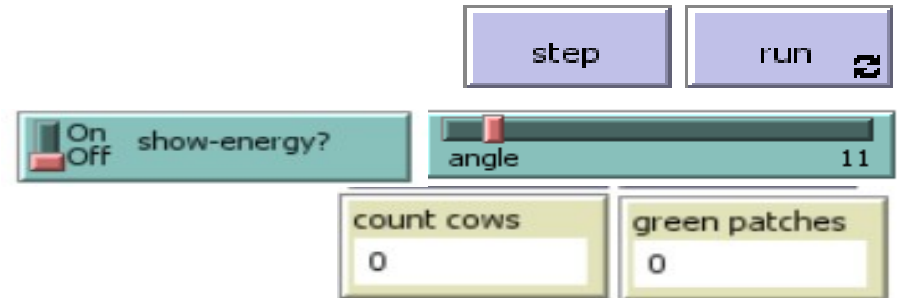 step run
On
Off show-energy?
angle 11
count cows green patches
0 0